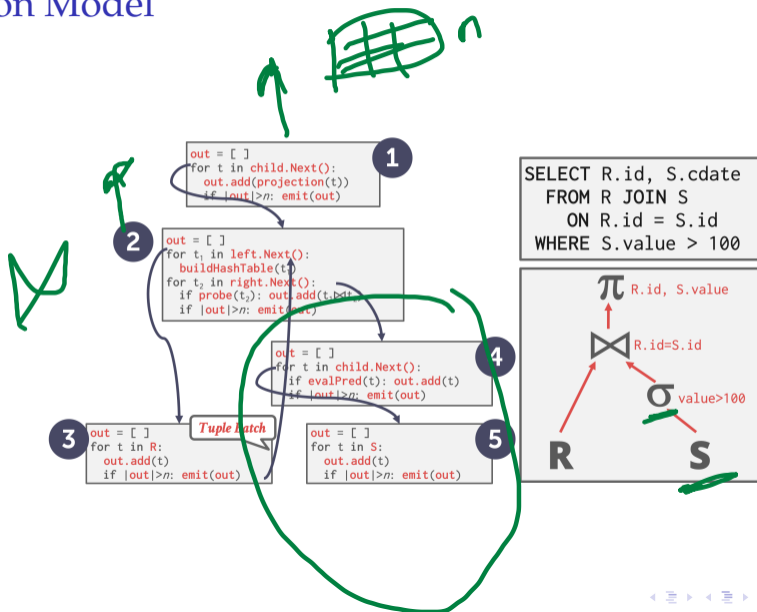 on Model
n
1
out = [ ]
for t in child.Next():
out.add(projection(t))
if |out|>n: emit(out)
2
out = [ ]
for t₁ in left.Next():
buildHashTable(t₁)
for t₂ in right.Next():
if probe(t₂): out.add(t₁⋈t₂)
if |out|>n: emit(out)
4
out = [ ]
for t in child.Next():
if evalPred(t): out.add(t)
if |out|>n: emit(out)
3
out = [ ]
for t in R:
out.add(t)
if |out|>n: emit(out)
Tuple Batch
5
out = [ ]
for t in S:
out.add(t)
if |out|>n: emit(out)
SELECT R.id, S.cdate
FROM R JOIN S
ON R.id = S.id
WHERE S.value > 100
π R.id, S.value
⋈ R.id=S.id
σ value>100
R S